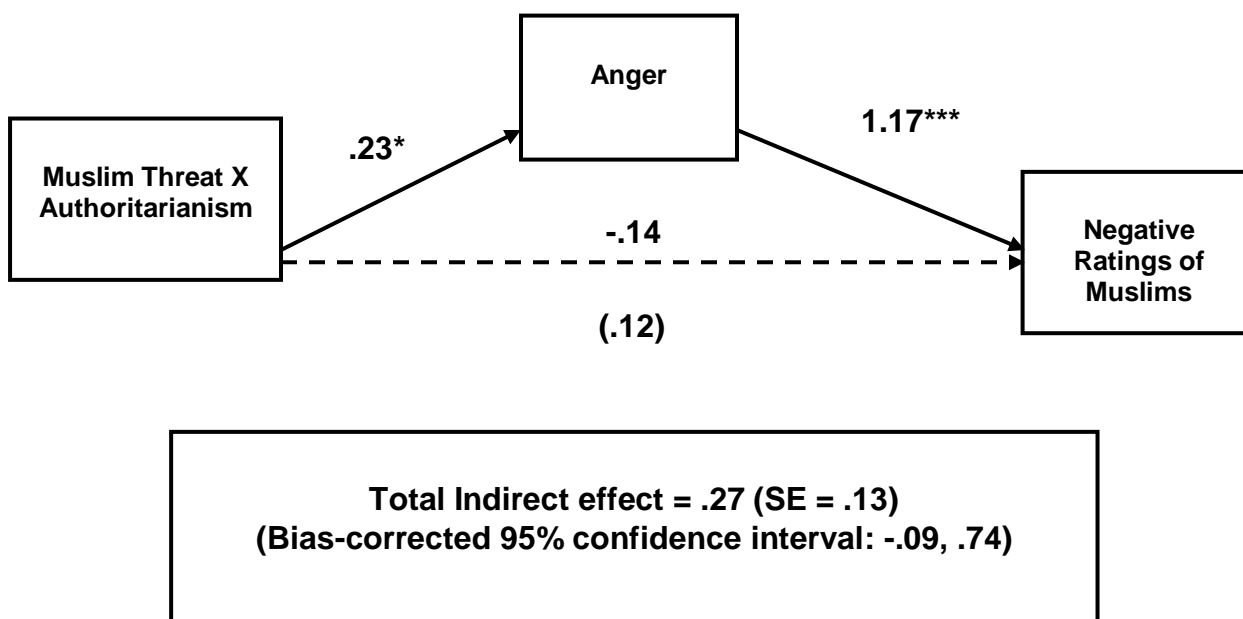 Anger
1.17***
.23*
Muslim Threat X
Authoritarianism
-.14
Negative
Ratings of
Muslims
(.12)
Total Indirect effect = .27 (SE = .13)
(Bias-corrected 95% confidence interval: -.09, .74)